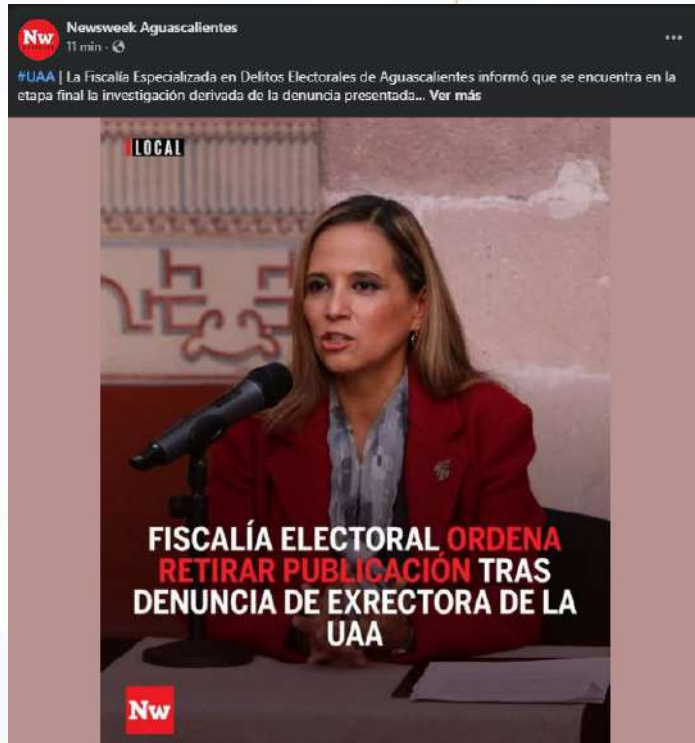 Newsweek Aguascalientes
11 min
#UAA | La Fiscalía Especializada en Delitos Electorales de Aguascalientes informó que se encuentra en la
etapa final la investigación derivada de la denuncia presentada... Ver más
LOCAL
FISCALÍA ELECTORAL ORDENA
RETIRAR PUBLICACIÓN TRAS
DENUNCIA DE EXRECTORA DE LA
UAA
Nw